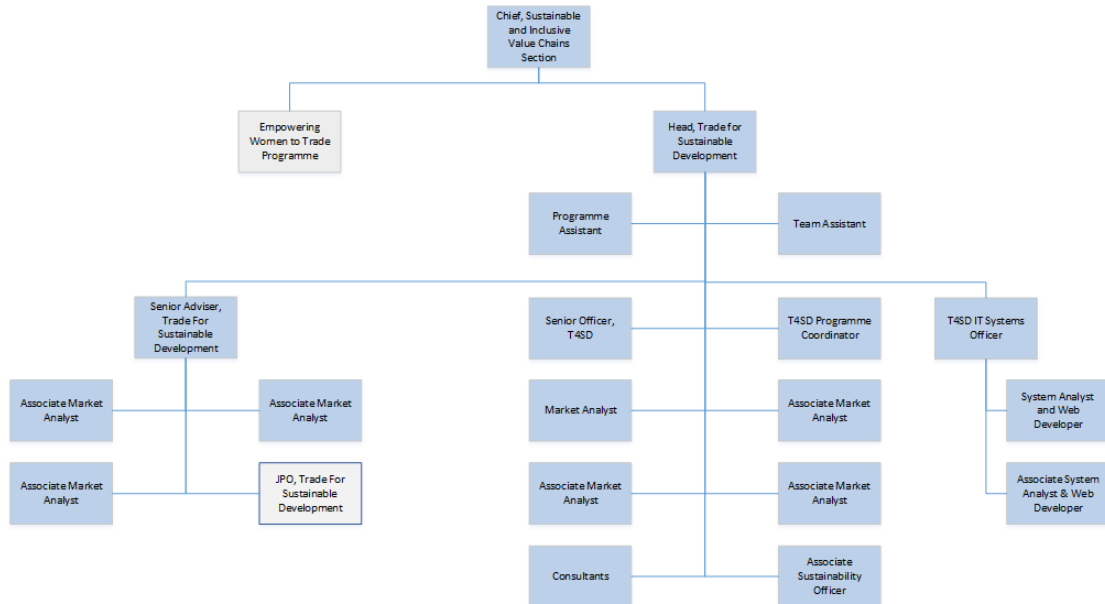 Chief, Sustainable
and Inclusive
Value Chains
Section
Empowering
Women to Trade
Programme
Head, Trade for
Sustainable
Development
Programme
Assistant
Team Assistant
Senior Adviser,
Trade For
Sustainable
Development
Senior Officer,
T4SD
T4SD Programme
Coordinator
T4SD IT Systems
Officer
Associate Market
Analyst
Associate Market
Analyst
Market Analyst
Associate Market
Analyst
System Analyst
and Web
Developer
Associate Market
Analyst
JPO, Trade For
Sustainable
Development
Associate Market
Analyst
Associate Market
Analyst
Associate System
Analyst & Web
Developer
Consultants
Associate
Sustainability
Officer